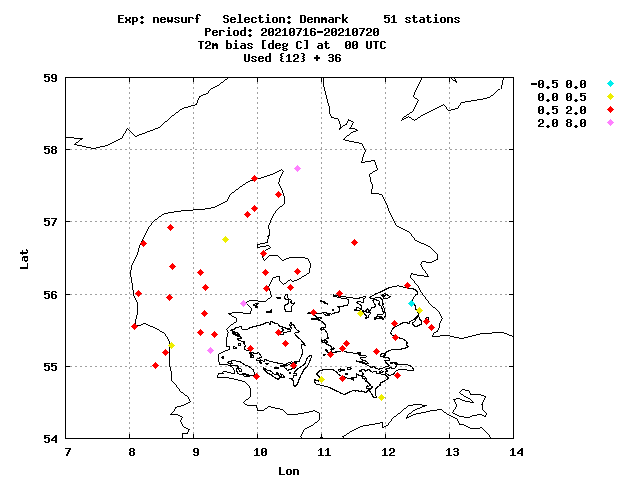 Exp: newsurf Selection: Denmark 51 stations
Period: 20210716-20210720
T2m bias [deg C] at 00 UTC
Used {12} + 36
-0.5 0.0
0.0 0.5
0.5 2.0
2.0 8.0
59
58
57
56
55
54
Lat
7 8 9 10 11 12 13 14
Lon